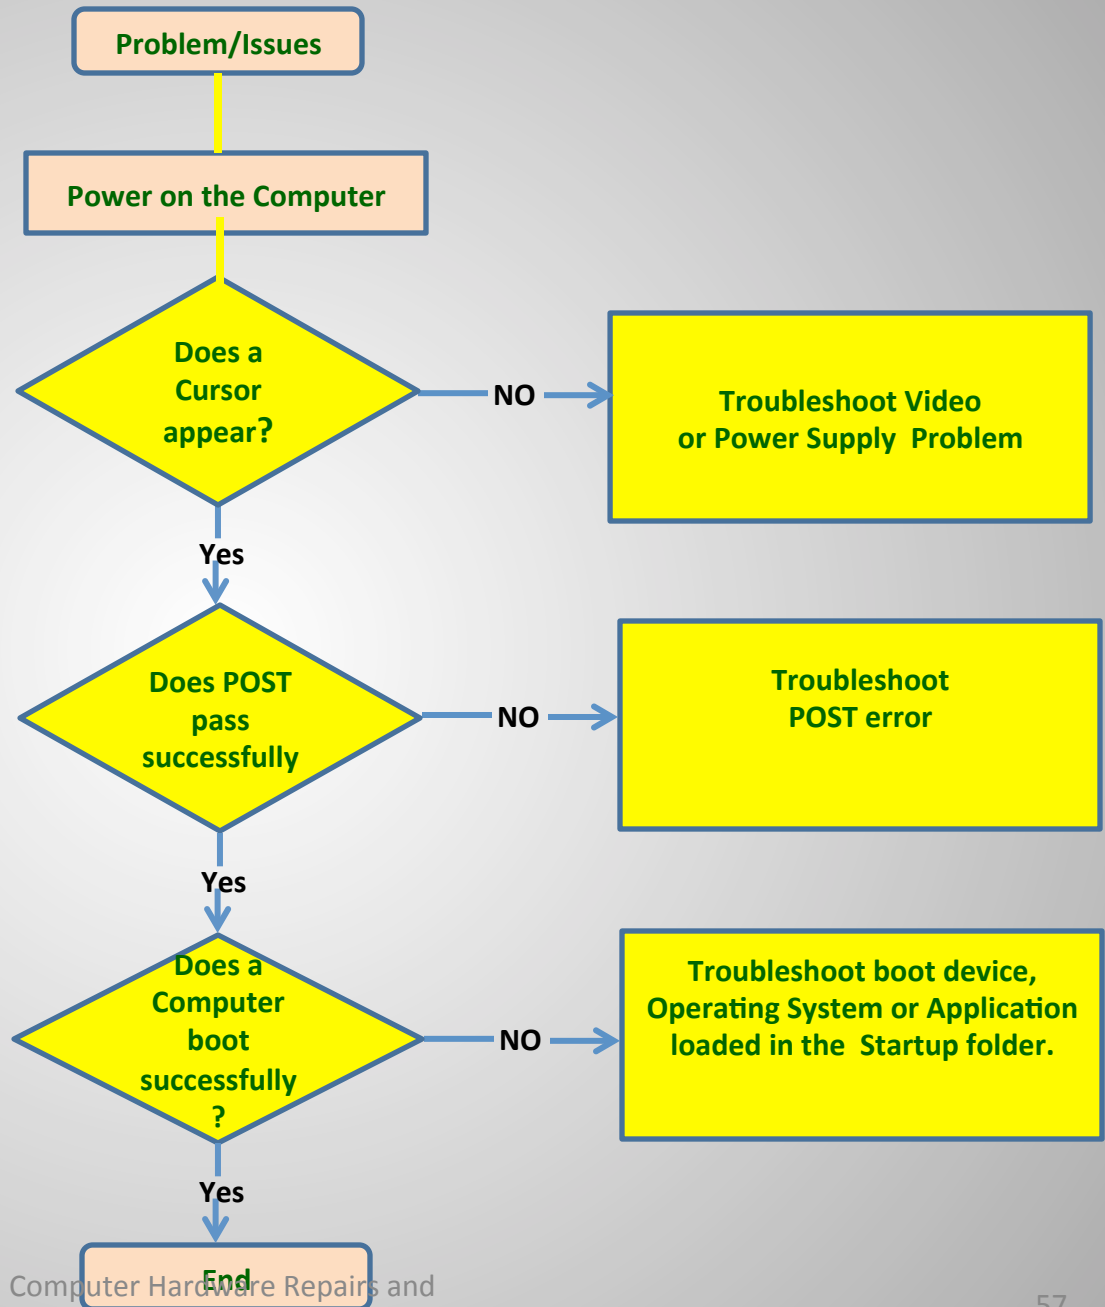 Problem/Issues
Power on the Computer
Does a
Cursor
appear?
NO
Troubleshoot Video
or Power Supply Problem
Yes
Does POST
pass
successfully
NO
Troubleshoot
POST error
Yes
Does a
Computer
boot
successfully
?
NO
Troubleshoot boot device,
Operating System or Application
loaded in the Startup folder.
Yes
End
Computer Hardware Repairs and
57